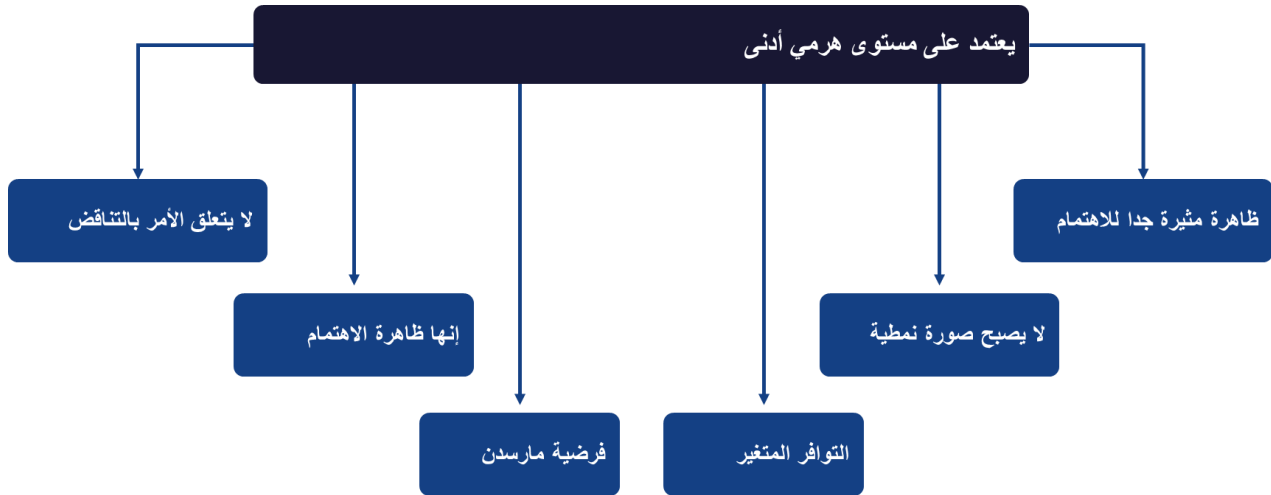 يعتمد على مستوى هرمي أدنى
ظاهرة مثيرة جدا للاهتمام
لا يتعلق الأمر بالتناقض
لا يصبح صورة نمطية
إنها ظاهرة الاهتمام
التوافر المتغير
فرضية مارسدن